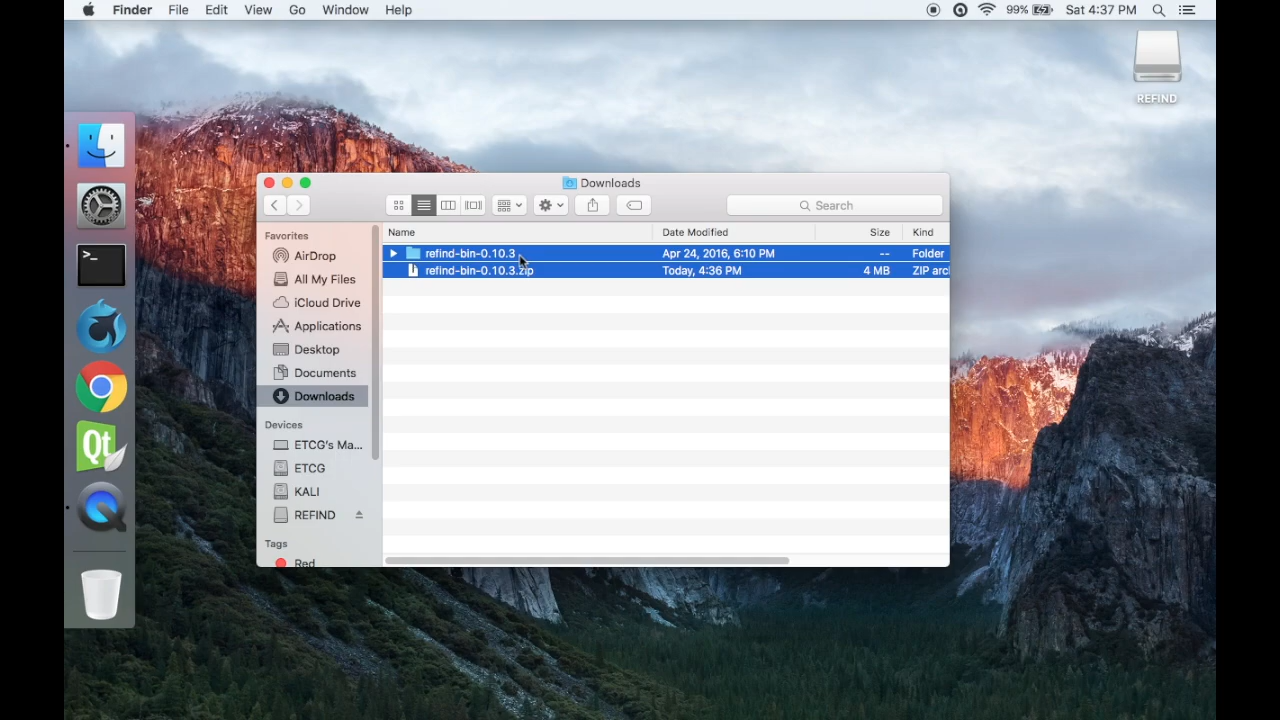 Finder File Edit View Go Window Help 99% Sat 4:37 PM
REFIND
>_
Downloads
Search
Favorites
AirDrop
All My Files
iCloud Drive
Applications
Desktop
Documents
Downloads
Devices
ETCG's Ma...
ETCG
KALI
REFIND
Tags
Red
Name Date Modified Size Kind
refind-bin-0.10.3 Apr 24, 2016, 6:10 PM -- Folder
refind-bin-0.10.3.zip Today, 4:36 PM 4 MB ZIP arc
Qt